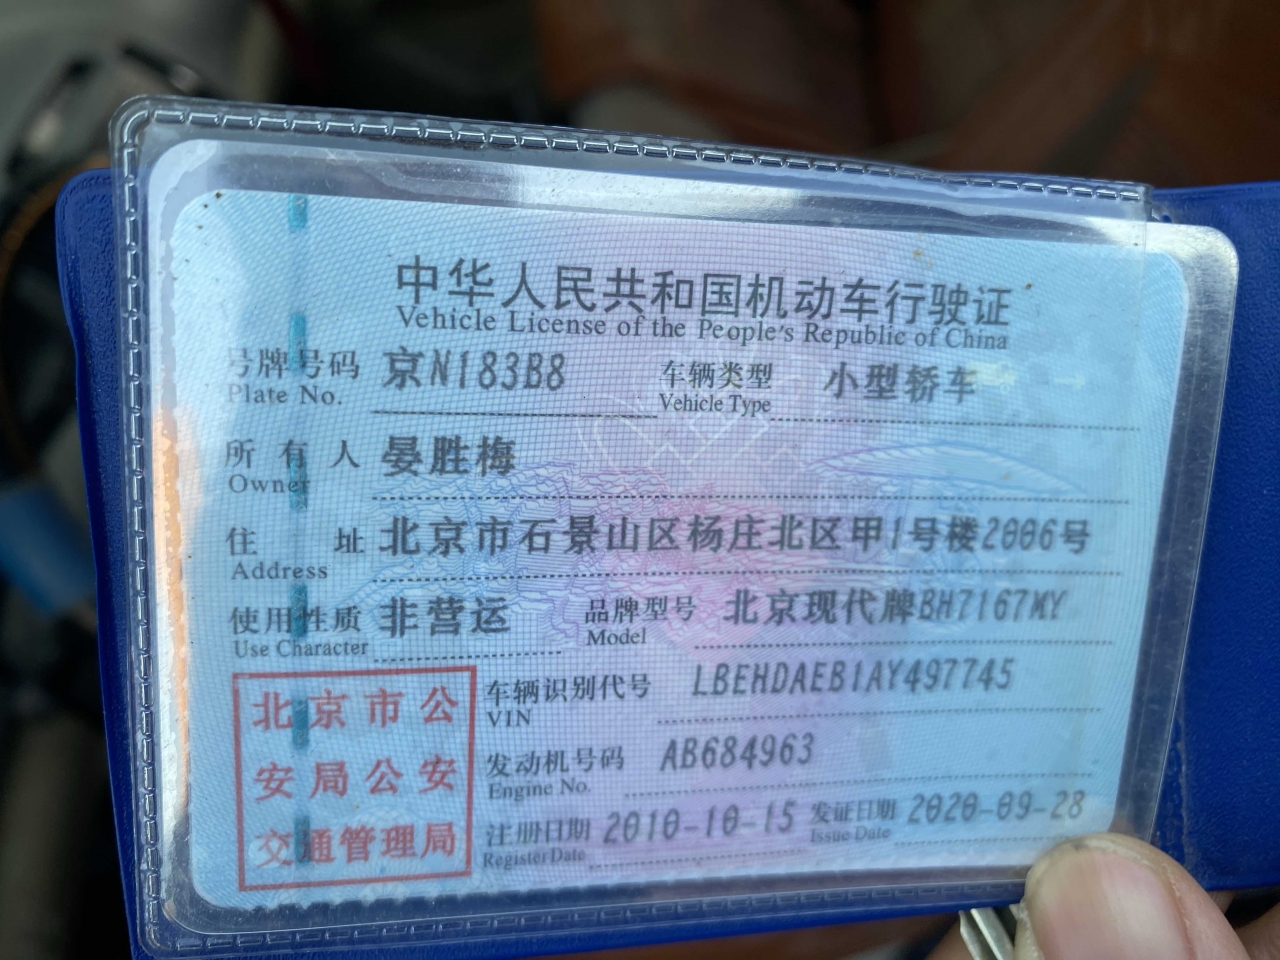 中华人民共和国机动车行驶证
Vehicle License of the People's Republic of China
号牌号码 京N183B8 车辆类型 小型轿车
Plate No. Vehicle Type
所有人 晏胜梅
Owner
住址 北京市石景山区杨庄北区甲1号楼2006号
Address
使用性质 非营运 品牌型号 北京现代牌BH7167MY
Use Character Model
车辆识别代号 LBEHDAEB1AY497745
VIN
发动机号码 AB684963
Engine No.
注册日期 2010-10-15 发证日期 2020-09-28
Register Date Issue Date
北京市公
安局公安
交通管理局